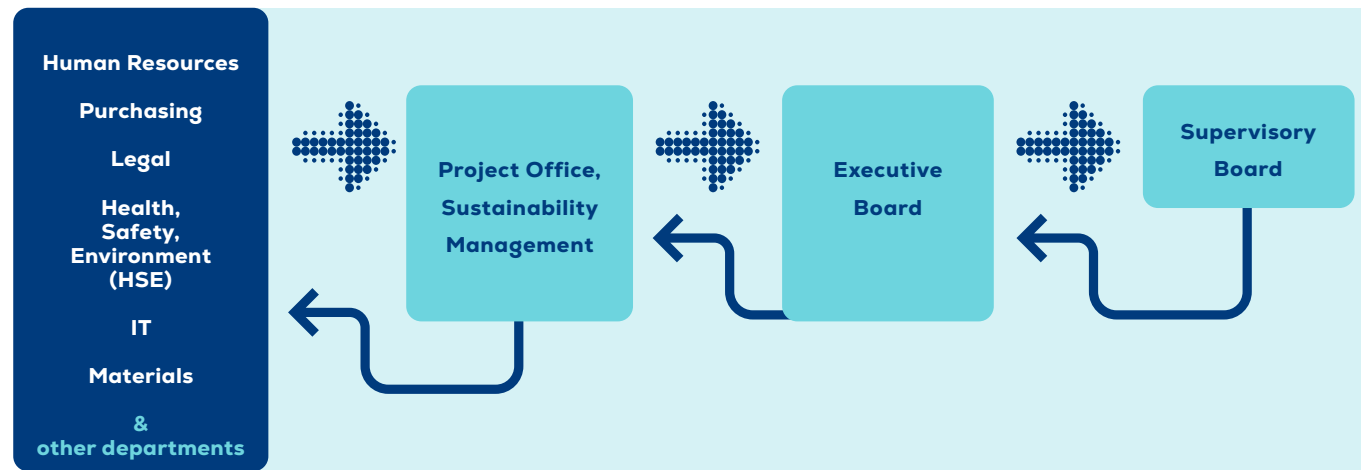 Human Resources
Purchasing
Legal
Health,
Safety,
Environment
(HSE)
IT
Materials
&
other departments
Project Office,
Sustainability
Management
Executive
Board
Supervisory
Board